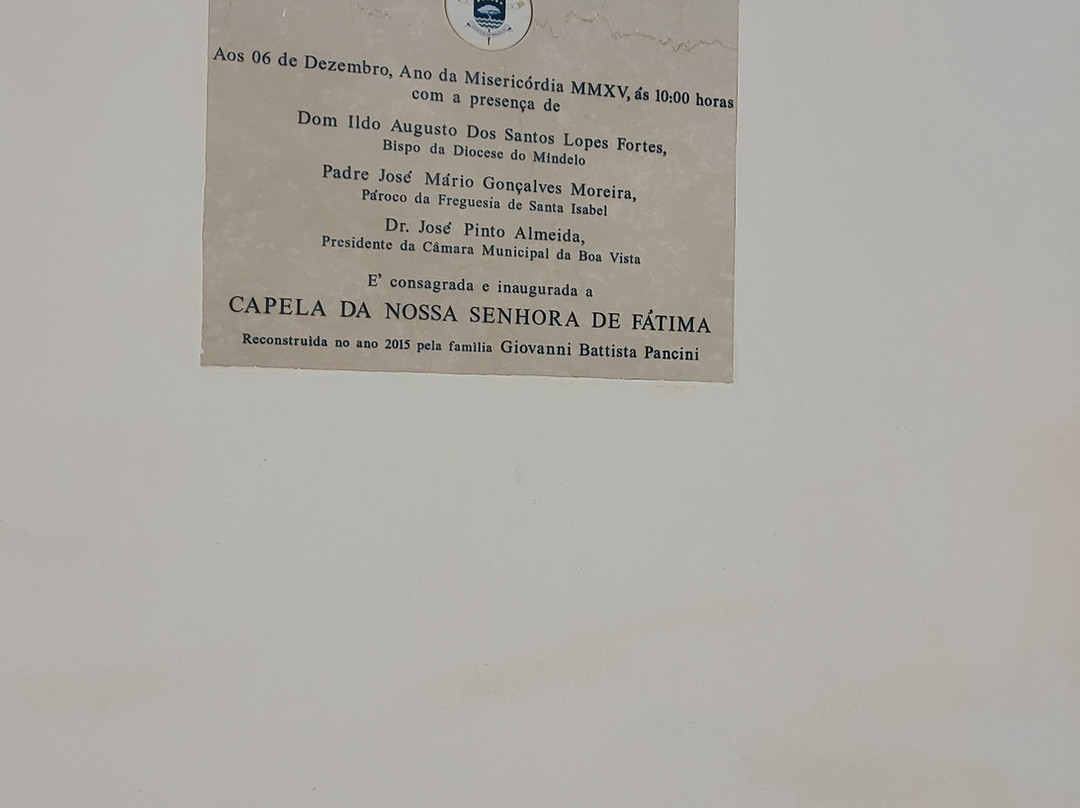 Aos 06 de Dezembro, Ano da Misericórdia MMXV, ás 10:00 horas
com a presença de
Dom Ildo Augusto Dos Santos Lopes Fortes,
Bispo da Diocese do Mindelo
Padre José Mário Gonçalves Moreira,
Pároco da Freguesia de Santa Isabel
Dr. José Pinto Almeida,
Presidente da Câmara Municipal da Boa Vista
E' consagrada e inaugurada a
CAPELA DA NOSSA SENHORA DE FÁTIMA
Reconstruìda no ano 2015 pela famìlia Giovanni Battista Pancini